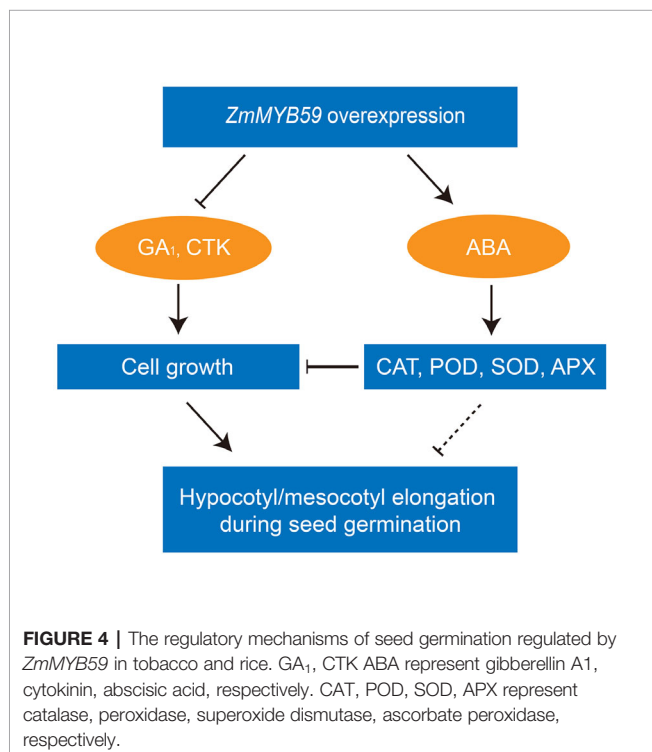 ZmMYB59 overexpression
GA₁, CTK
ABA
Cell growth
CAT, POD, SOD, APX
Hypocotyl/mesocotyl elongation
during seed germination
FIGURE 4 | The regulatory mechanisms of seed germination regulated by
ZmMYB59 in tobacco and rice. GA₁, CTK ABA represent gibberellin A1,
cytokinin, abscisic acid, respectively. CAT, POD, SOD, APX represent
catalase, peroxidase, superoxide dismutase, ascorbate peroxidase,
respectively.